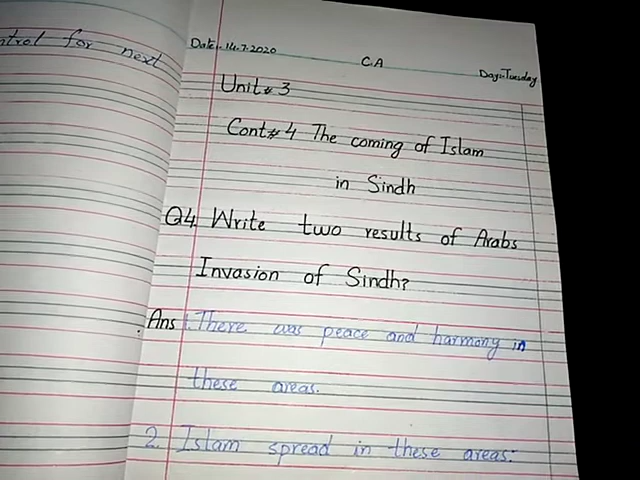 ntrol for next
Date:. 14.7.2020 C.A Day:.Tuesday
Unit# 3
Cont# 4 The coming of Islam
in Sindh
Q4. Write two results of Arabs
Invasion of Sindh?
Ans 1. There was peace and harmony in
these areas.
2. Islam spread in these areas.